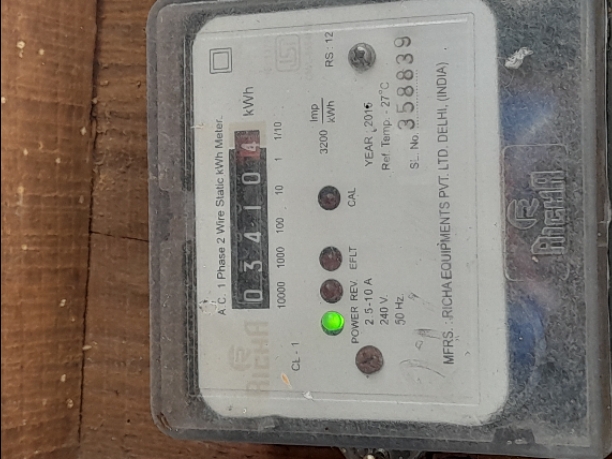 A.C. 1 Phase 2 Wire Static kWh Meter.
0 3 4 1 0 4 kWh
10000 1000 100 10 1 1/10
RICHA
CL - 1
3200 Imp/kWh RS : 12
POWER REV. EFLT CAL
2.5-10 A
240 V.
50 Hz.
YEAR : 2016
Ref. Temp. - 27°C
SL. No. 358839
MFRS. : RICHA EQUIPMENTS PVT. LTD. DELHI, (INDIA)
RICHA